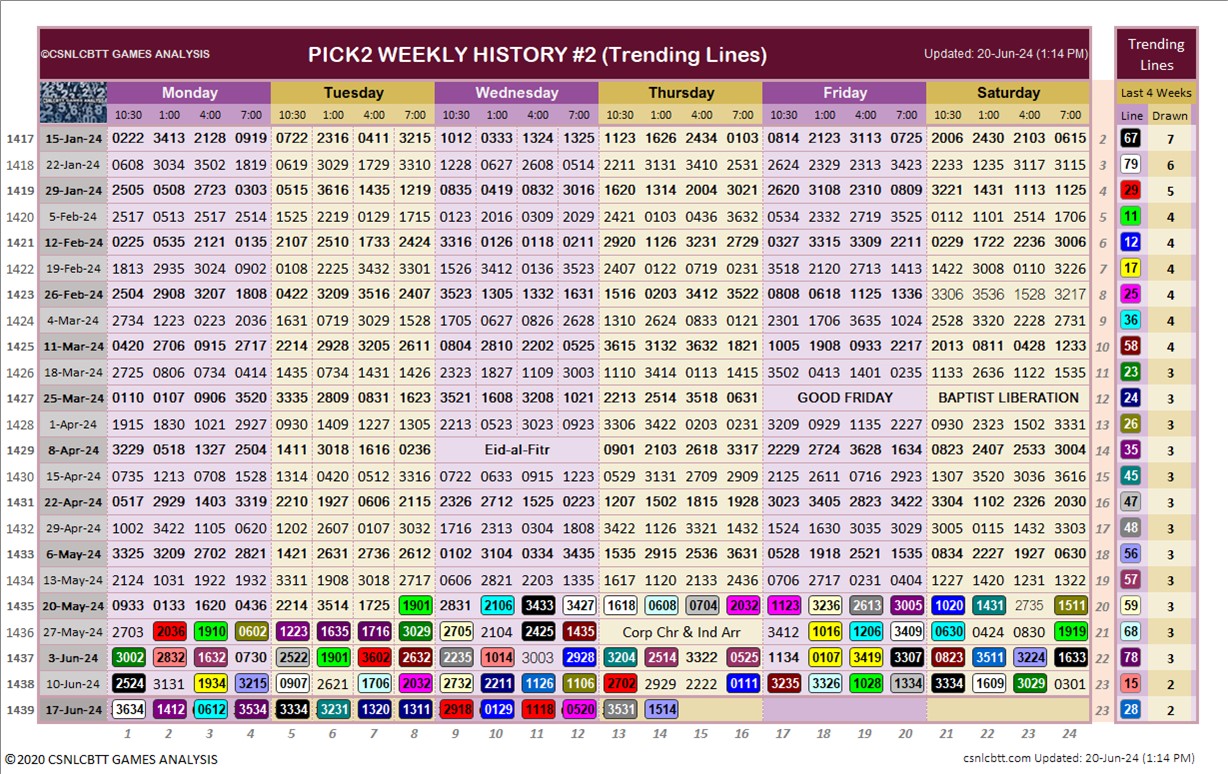 ©CSNLCBTT GAMES ANALYSIS PICK2 WEEKLY HISTORY #2 (Trending Lines) Updated: 20-Jun-24 (1:14 PM) Trending Lines
Monday Tuesday Wednesday Thursday Friday Saturday Last 4 Weeks
10:30 1:00 4:00 7:00 10:30 1:00 4:00 7:00 10:30 1:00 4:00 7:00 10:30 1:00 4:00 7:00 10:30 1:00 4:00 7:00 10:30 1:00 4:00 7:00 Line Drawn
1417 15-Jan-24 0222 3413 2128 0919 0722 2316 0411 3215 1012 0333 1324 1325 1123 1626 2434 0103 0814 2123 3113 0725 2006 2430 2103 0615 2 67 7
1418 22-Jan-24 0608 3034 3502 1819 0619 3029 1729 3310 1228 0627 2608 0514 2211 3131 3410 2531 2624 2329 2213 3423 2233 1235 3117 3115 3 79 6
1419 29-Jan-24 2505 0508 2723 0303 0515 3616 1435 1219 0835 0419 0832 3016 1620 1314 2004 3021 2620 3108 2310 0809 3221 1431 1113 1125 4 29 5
1420 5-Feb-24 2517 0513 2517 2514 1525 2219 0129 1715 0123 2016 0309 2029 2421 0103 0436 3632 0534 2332 2719 3525 0112 1101 2514 1706 5 11 4
1421 12-Feb-24 0225 0535 2121 0135 2107 2510 1733 2424 3316 0126 0118 0211 2920 1126 3231 2729 0327 3315 3309 2211 0229 1722 2236 3006 6 12 4
1422 19-Feb-24 1813 2935 3024 0902 0108 2225 3432 3301 1526 3412 0136 3523 2407 0122 0719 0231 3518 2120 2713 1413 1422 3008 0110 3226 7 17 4
1423 26-Feb-24 2504 2908 3207 1808 0422 3209 3516 2407 3523 1305 1332 1631 1516 0203 3412 3522 0808 0618 1125 1336 3306 3536 1528 3217 8 25 4
1424 4-Mar-24 2734 1223 0223 2036 1631 0719 3029 1523 1705 0627 0826 2628 1310 2624 0833 0121 2301 1706 3635 1024 2528 3320 2228 2731 9 36 4
1425 11-Mar-24 0420 2706 0915 2717 2214 2928 3205 2611 0804 2810 2202 0525 3615 3132 3632 1821 1005 1908 0933 2217 2013 0811 0428 1233 10 58 4
1426 18-Mar-24 2725 0806 0734 0414 1435 0734 1431 1426 2323 1827 1109 3003 1110 3414 0113 1415 3502 0413 1401 0235 1133 2636 1122 1535 11 23 3
1427 25-Mar-24 0110 0107 0906 3520 3335 2809 0831 1623 3521 1608 3208 1021 2213 2514 3518 0631 GOOD FRIDAY BAPTIST LIBERATION 12 24 3
1428 1-Apr-24 1915 1830 1021 2927 0930 1409 1227 1305 2213 0523 3023 0923 3306 3422 0203 0231 3209 0929 1135 2227 0930 2323 1502 3331 13 26 3
1429 8-Apr-24 3229 0518 1327 2504 1411 3018 1616 0236 Eid-al-Fitr 0901 2103 2618 3317 2229 2724 3628 1634 0823 2407 2533 3004 14 35 3
1430 15-Apr-24 0735 1213 0708 1528 1314 0420 0512 3314 0722 0633 0915 1223 0529 3131 2709 2909 2125 2611 0716 2923 1307 3520 3036 3616 15 45 3
1431 22-Apr-24 0517 2929 1403 3319 2210 1927 0606 2115 2326 2712 1525 0223 1207 1502 1815 1928 3023 3405 2823 3422 3304 1102 2326 2030 16 47 3
1432 29-Apr-24 1002 3422 1105 0620 1202 2607 0107 3032 1716 2313 0304 1808 3422 1126 3321 1432 1524 1630 3035 3029 3005 0115 1432 3303 17 48 3
1433 6-May-24 3325 3209 2702 2821 1421 2631 2736 2612 0102 3104 0334 3435 1535 2915 2536 3631 0528 1918 2521 1535 0834 2227 1927 0630 18 56 3
1434 13-May-24 2124 1031 1922 1932 3311 1908 3018 2717 0606 2821 2203 1335 1617 1120 2133 2436 0706 2717 0231 0404 1227 1420 1231 1322 19 57 3
1435 20-May-24 0933 0133 1620 0436 2214 3514 1725 1901 2831 2106 3433 3427 1618 0608 0704 2032 1123 3236 2613 3005 1020 1431 2735 1511 20 59 3
1436 27-May-24 2703 2036 1910 0602 1223 1635 1716 3029 2705 2104 2425 1435 Corp Chr & Ind Arr 3412 1016 1206 3409 0630 0424 0830 1919 21 68 3
1437 3-Jun-24 3002 2832 1632 0730 2522 1901 3602 2632 2235 1014 3003 2928 3204 2514 3322 0525 1134 0107 3419 3307 0823 3511 3224 1633 22 78 3
1438 10-Jun-24 2524 3131 1934 3215 0907 2621 1706 2032 2732 2211 1126 1106 2702 2929 2222 0111 3235 3326 1028 1334 3334 1609 3029 0301 23 15 2
1439 17-Jun-24 3634 1412 0612 3534 3334 3231 1320 1311 2918 0129 1118 0520 3531 1514 23 28 2
1 2 3 4 5 6 7 8 9 10 11 12 13 14 15 16 17 18 19 20 21 22 23 24
©2020 CSNLCBTT GAMES ANALYSIS csnlcbtt.com Updated: 20-Jun-24 (1:14 PM)